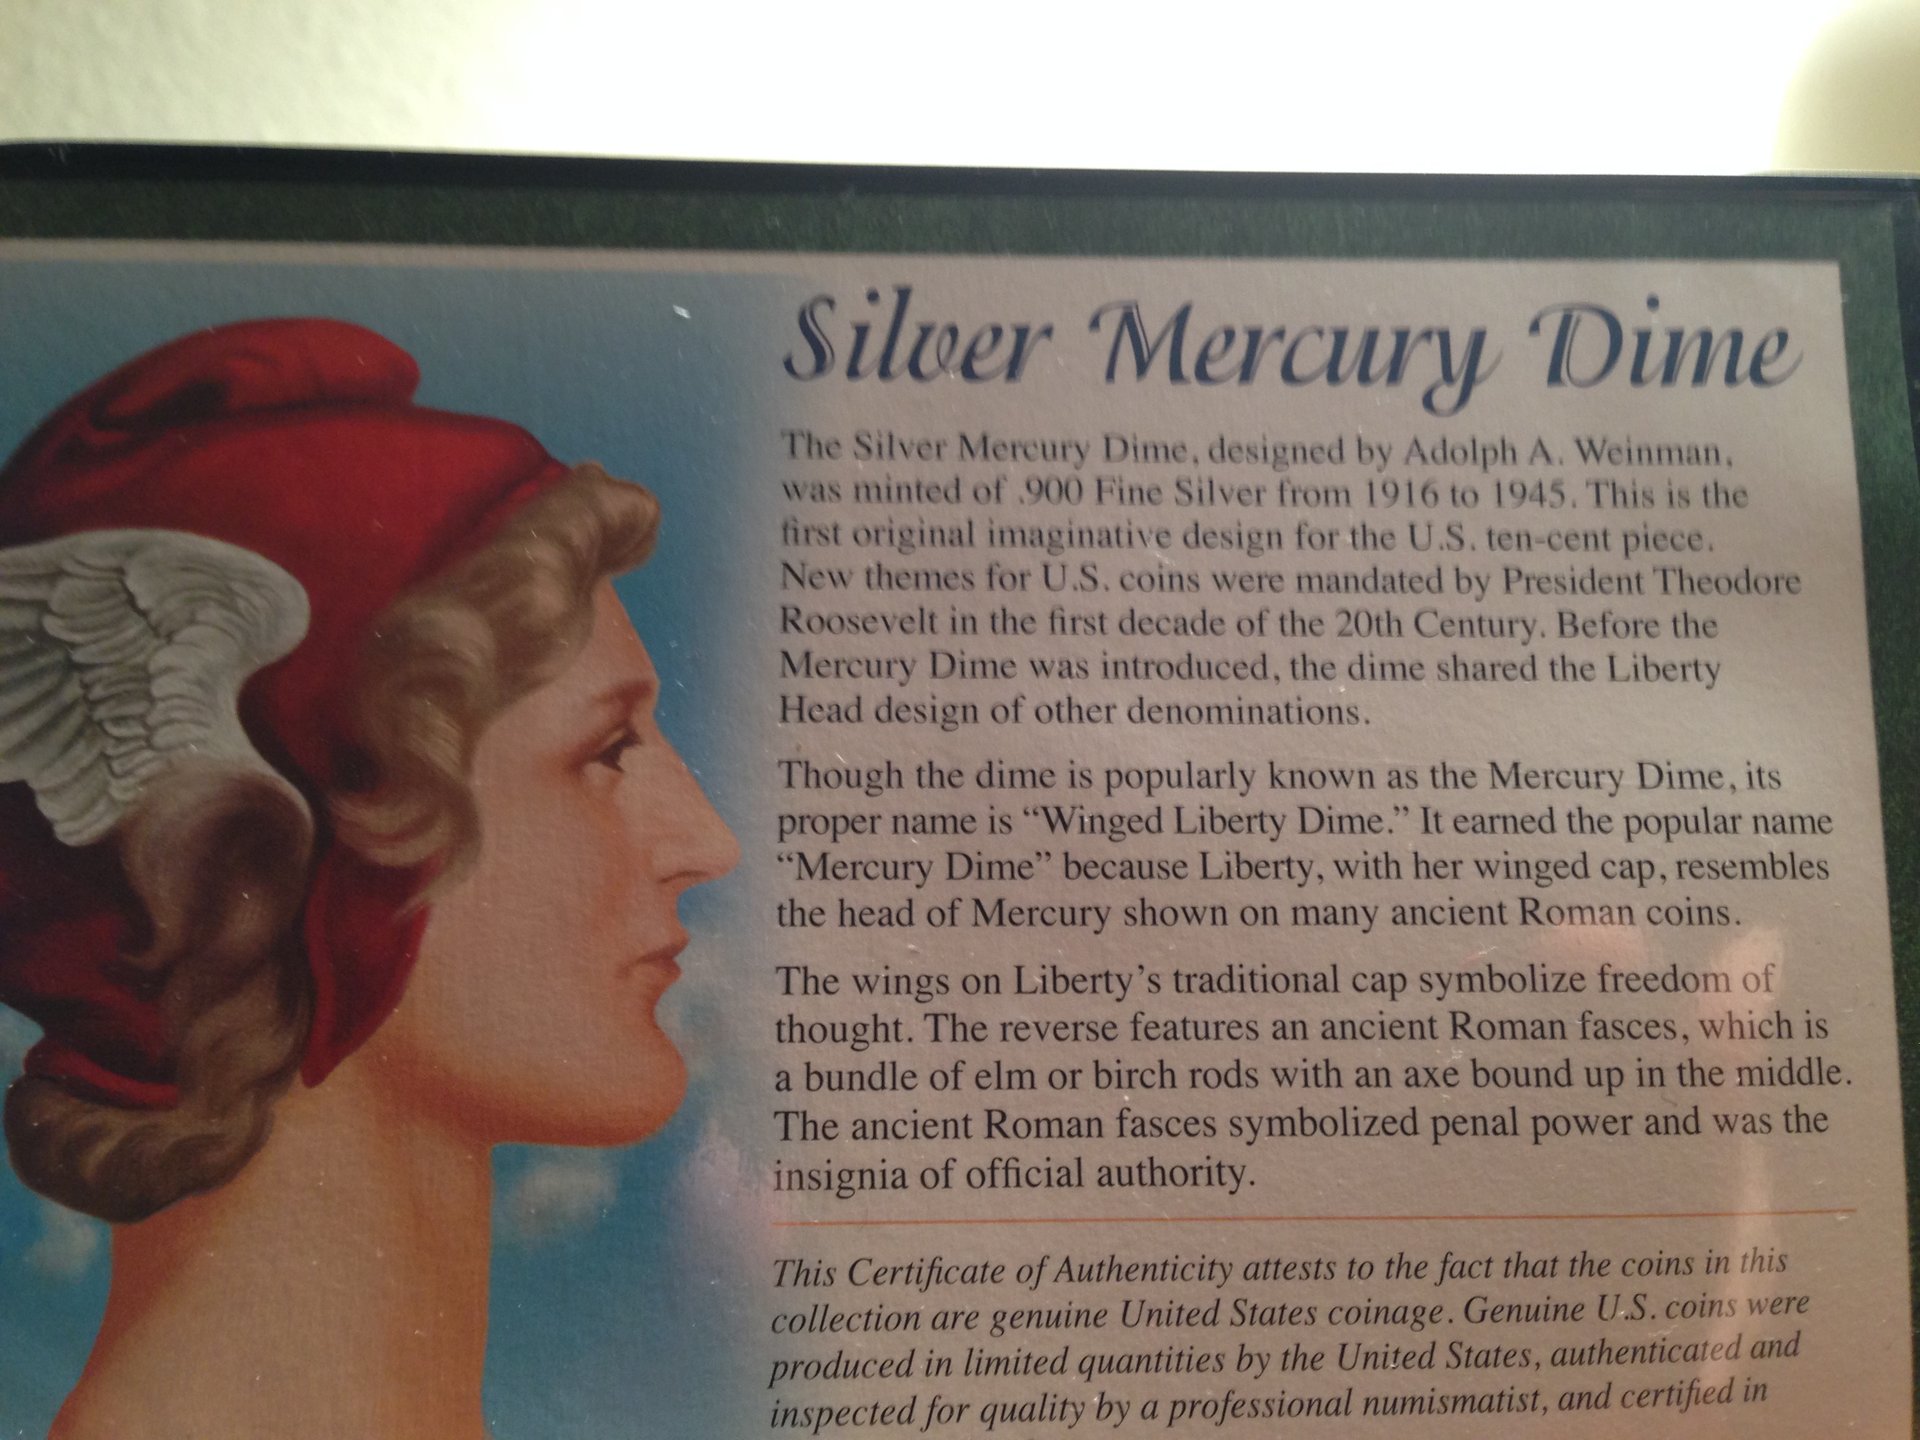 Silver Mercury Dime
The Silver Mercury Dime, designed by Adolph A. Weinman,
was minted of .900 Fine Silver from 1916 to 1945. This is the
first original imaginative design for the U.S. ten-cent piece.
New themes for U.S. coins were mandated by President Theodore
Roosevelt in the first decade of the 20th Century. Before the
Mercury Dime was introduced, the dime shared the Liberty
Head design of other denominations.
Though the dime is popularly known as the Mercury Dime, its
proper name is “Winged Liberty Dime.” It earned the popular name
“Mercury Dime” because Liberty, with her winged cap, resembles
the head of Mercury shown on many ancient Roman coins.
The wings on Liberty’s traditional cap symbolize freedom of
thought. The reverse features an ancient Roman fasces, which is
a bundle of elm or birch rods with an axe bound up in the middle.
The ancient Roman fasces symbolized penal power and was the
insignia of official authority.
This Certificate of Authenticity attests to the fact that the coins in this
collection are genuine United States coinage. Genuine U.S. coins were
produced in limited quantities by the United States, authenticated and
inspected for quality by a professional numismatist, and certified in